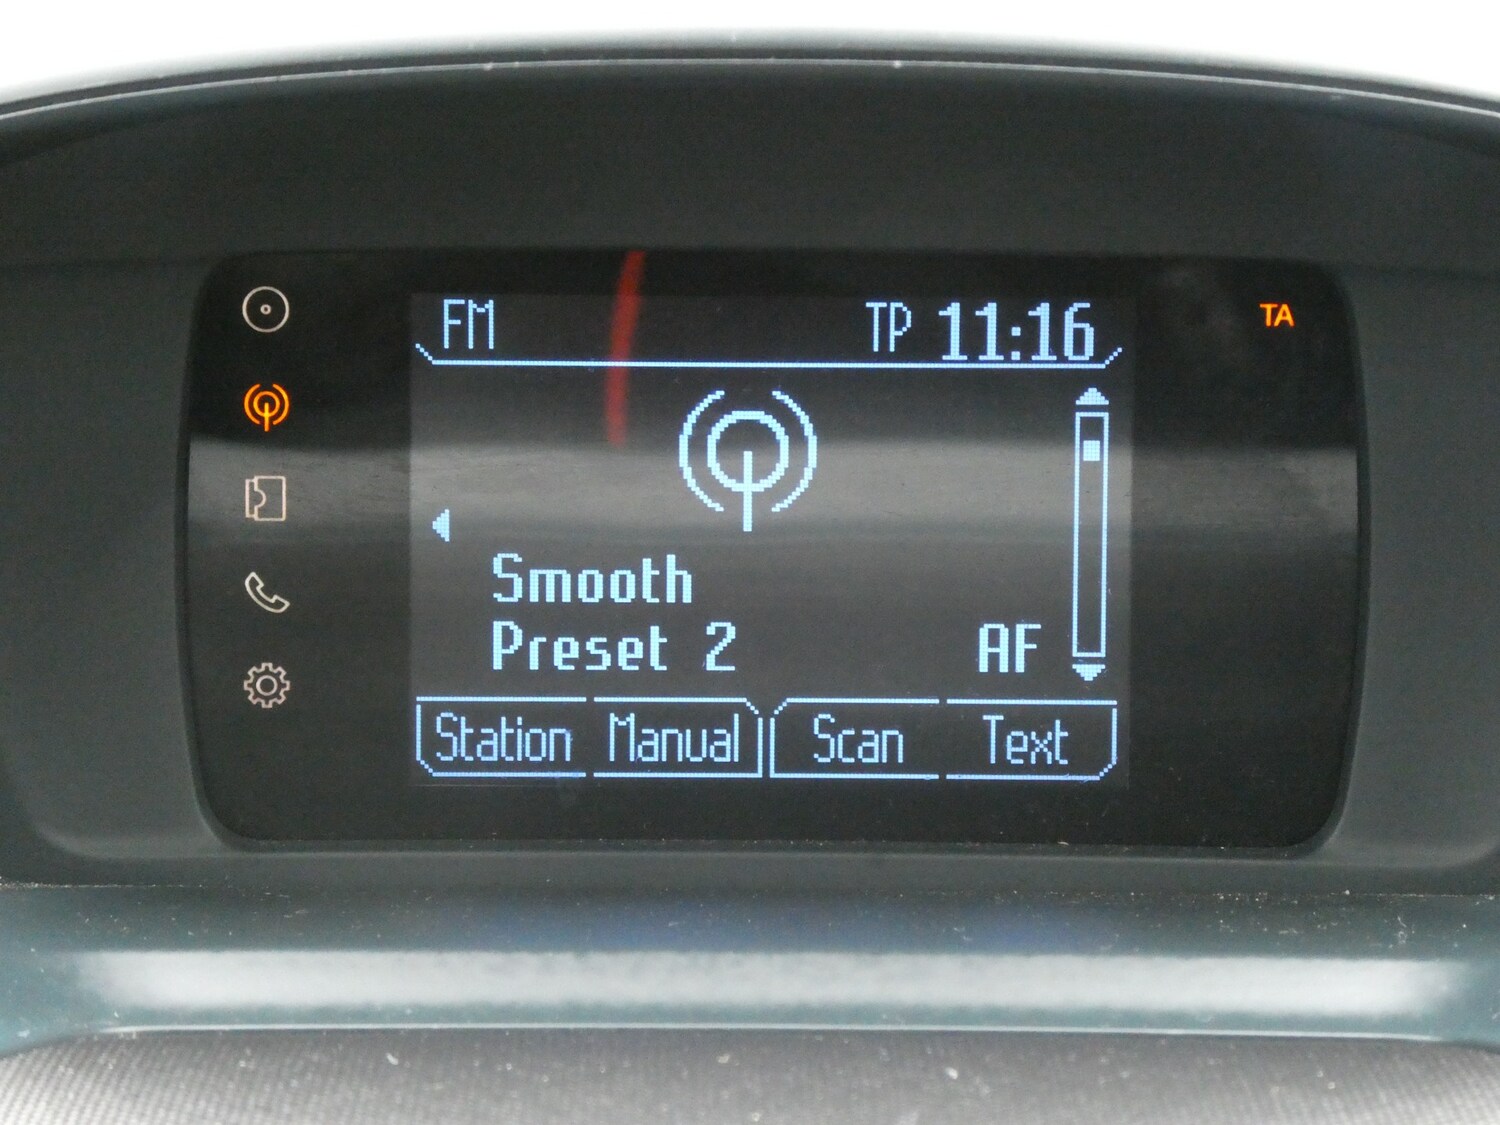 FM TP 11:16 TA
Smooth
Preset 2 AF
Station Manual Scan Text